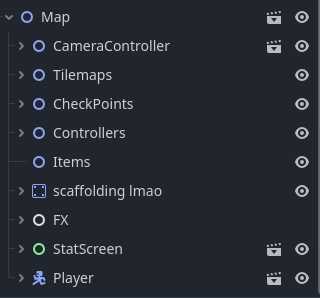 Map
CameraController
Tilemaps
CheckPoints
Controllers
Items
scaffolding lmao
FX
StatScreen
Player